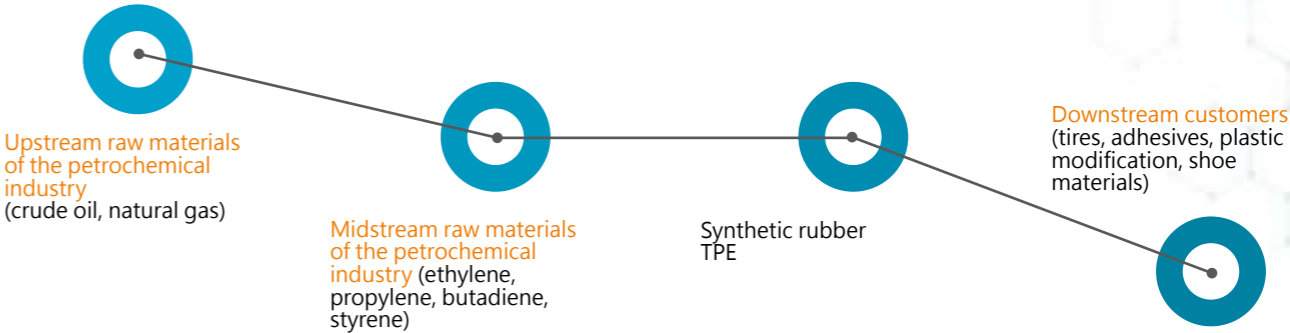 Upstream raw materials
of the petrochemical
industry
(crude oil, natural gas)
Midstream raw materials
of the petrochemical
industry (ethylene,
propylene, butadiene,
styrene)
Synthetic rubber
TPE
Downstream customers
(tires, adhesives, plastic
modification, shoe
materials)